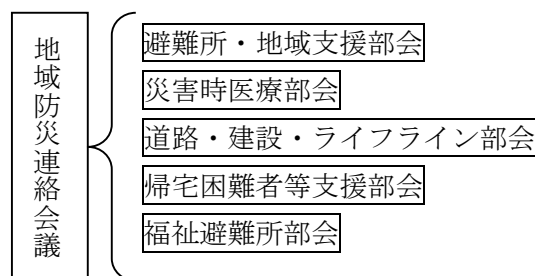 地域防災連絡会議
避難所・地域支援部会
災害時医療部会
道路・建設・ライフライン部会
帰宅困難者等支援部会
福祉避難所部会